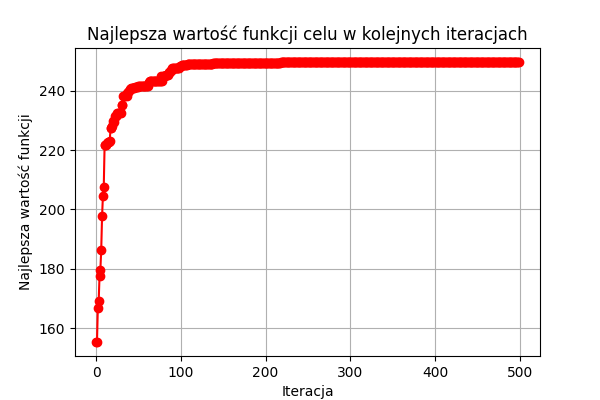 Najlepsza wartość funkcji celu w kolejnych iteracjach
Najlepsza wartość funkcji
240
220
200
180
160
0 100 200 300 400 500
Iteracja